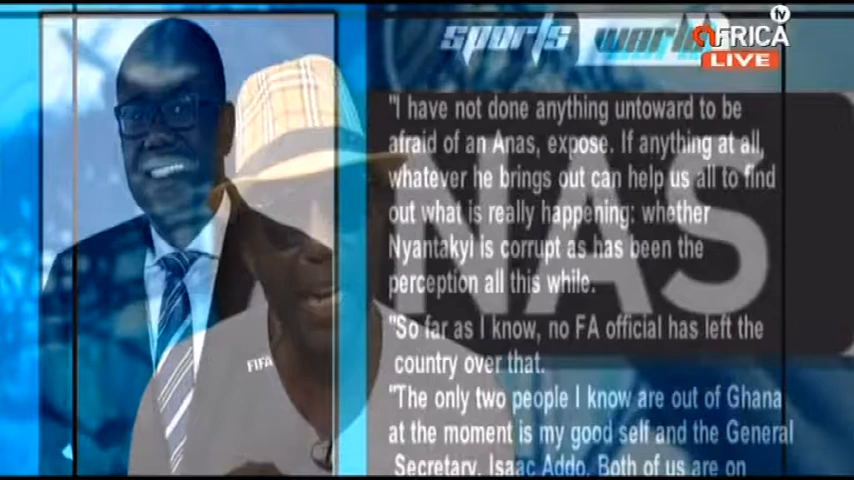 sports world
tv
AFRICA
LIVE
"I have not done anything untoward to be
afraid of an Anas, expose. If anything at all,
whatever he brings out can help us all to find
out what is really happening; whether
Nyantakyi is corrupt as has been the
perception all this while.
"So far as I know, no FA official has left the
country over that.
"The only two people I know are out of Ghana
at the moment is my good self and the General
Secretary, Isaac Addo. Both of us are on
NAS
FIFA